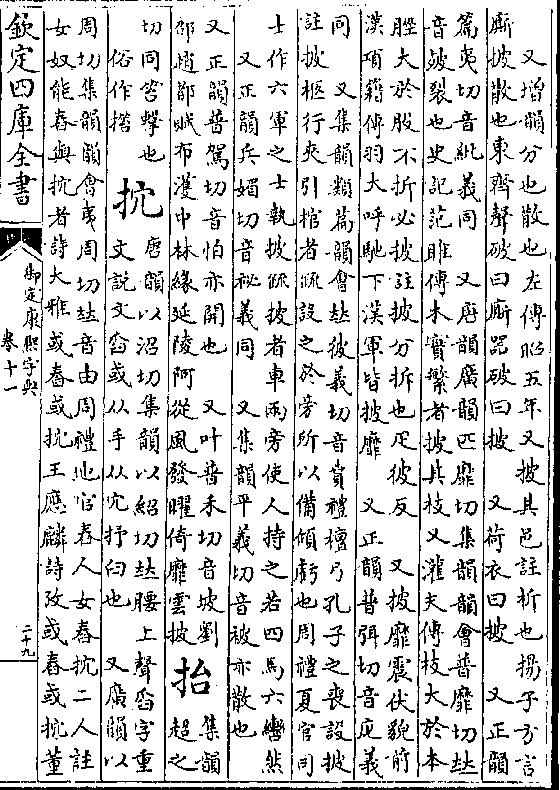 又增韻分也散也左傳昭五年又披其邑註析也揚子方言
廝披散也東齊聲破曰廝器破曰披　又荷衣曰披　又正韻
篇夷切音紕義同　又唐韻廣韻匹靡切集韻韻會普靡切𠀤
音𤿎裂也史記范雎傳木實繁者披其枝又灌夫傳枝大於本
脛大於股不折必披註披分折也疋彼反　又披靡震伏貌前
漢項籍傳羽大呼馳下漢軍皆披靡　又正韻普弭切音庀義
同　又集韻類篇韻會𠀤彼義切音賁禮檀弓孔子之喪設披
註披柩行夾引棺者疏設之於旁所以備傾虧也周禮夏官司
士作六軍之士執披疏披者車兩旁使人持之若四馬六轡然
又正韻兵媚切音祕義同　又集韻平義切音被亦散也
又正韻普駕切音怕亦開也　又叶普禾切音坡劉
邵趙都賦布濩中林緣延陵阿從風發曜倚靡雲披
抬　集韻超之
切同笞擊也
俗作擡
抭　唐韻以沼切集韻以紹切𠀤腰上聲舀字重
文說文舀或从手从宂抒臼也　又廣韻以
周切集韻韻會夷周切𠀤音由周禮地官舂人女舂抭二人註
女奴能舂與抭者詩大雅或舂或抭王應麟詩攷或舂或抭董
欽定四庫全書
御定康熙字典
卷十一
二十九